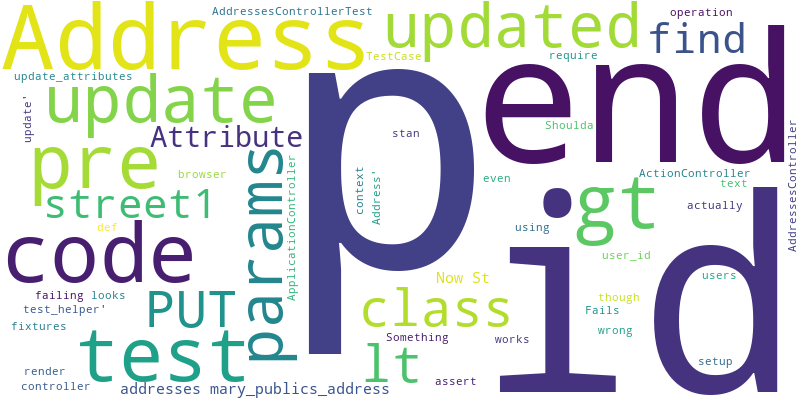 Address
AddressesControllerTest
updated
operation
find
TestCase
require
update_attributes
update
end
p
update'
Attribute
stan
Shoulda
pre
params
browser
context
Address'
ApplicationController
even
ActionController
text
AddressesController
street1
gt
id
actually
using
def
code
user_id
users
Now St
failing
looks
test_helper'
PUT
class
though
Fails
wrong
fixtures
test
Something
works
lt
setup
render
controller
addresses
mary_publics_address
assert